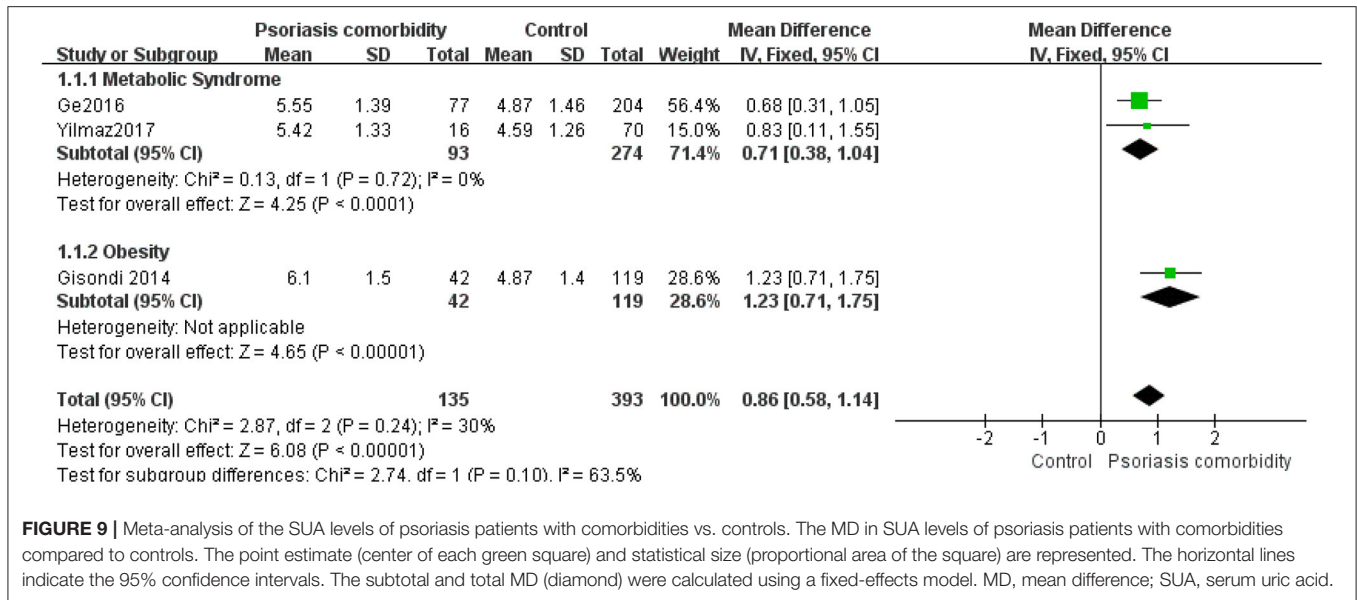 Psoriasis comorbidity Control Mean Difference Mean Difference
Study or Subgroup Mean SD Total Mean SD Total Weight IV, Fixed, 95% CI IV, Fixed, 95% CI
1.1.1 Metabolic Syndrome
Ge2016 5.55 1.39 77 4.87 1.46 204 56.4% 0.68 [0.31, 1.05]
Yilmaz2017 5.42 1.33 16 4.59 1.26 70 15.0% 0.83 [0.11, 1.55]
Subtotal (95% CI) 93 274 71.4% 0.71 [0.38, 1.04]
Heterogeneity: Chi² = 0.13, df = 1 (P = 0.72); I² = 0%
Test for overall effect: Z = 4.25 (P < 0.0001)
1.1.2 Obesity
Gisondi 2014 6.1 1.5 42 4.87 1.4 119 28.6% 1.23 [0.71, 1.75]
Subtotal (95% CI) 42 119 28.6% 1.23 [0.71, 1.75]
Heterogeneity: Not applicable
Test for overall effect: Z = 4.65 (P < 0.00001)
Total (95% CI) 135 393 100.0% 0.86 [0.58, 1.14]
Heterogeneity: Chi² = 2.87, df = 2 (P = 0.24); I² = 30%
Test for overall effect: Z = 6.08 (P < 0.00001)
Test for subgroup differences: Chi² = 2.74, df = 1 (P = 0.10), I² = 63.5%
-2 -1 0 1 2
Control Psoriasis comorbidity
FIGURE 9 | Meta-analysis of the SUA levels of psoriasis patients with comorbidities vs. controls. The MD in SUA levels of psoriasis patients with comorbidities
compared to controls. The point estimate (center of each green square) and statistical size (proportional area of the square) are represented. The horizontal lines
indicate the 95% confidence intervals. The subtotal and total MD (diamond) were calculated using a fixed-effects model. MD, mean difference; SUA, serum uric acid.